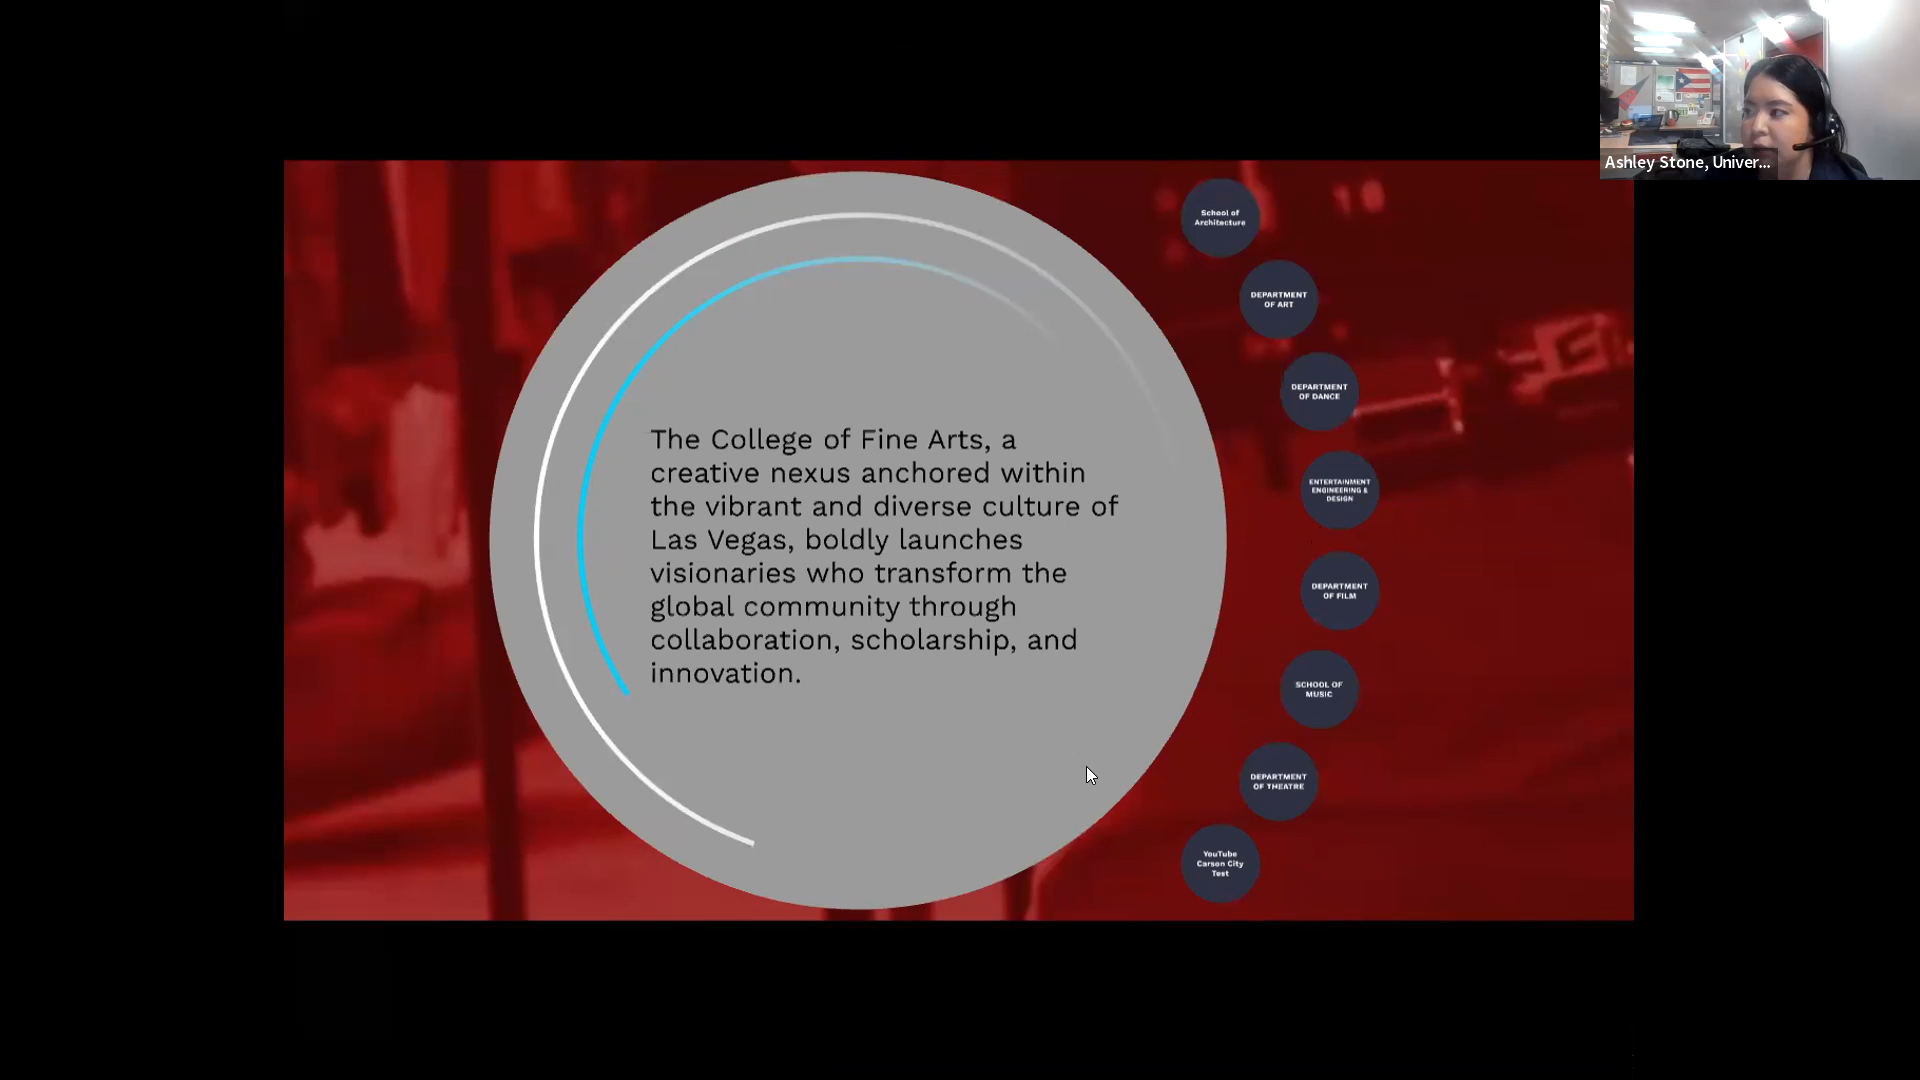 Ashley Stone, Univer...
School of
Architecture
DEPARTMENT
OF ART
DEPARTMENT
OF DANCE
ENTERTAINMENT
ENGINEERING &
DESIGN
DEPARTMENT
OF FILM
SCHOOL OF
MUSIC
DEPARTMENT
OF THEATRE
YouTube
Carson City
Test
The College of Fine Arts, a
creative nexus anchored within
the vibrant and diverse culture of
Las Vegas, boldly launches
visionaries who transform the
global community through
collaboration, scholarship, and
innovation.